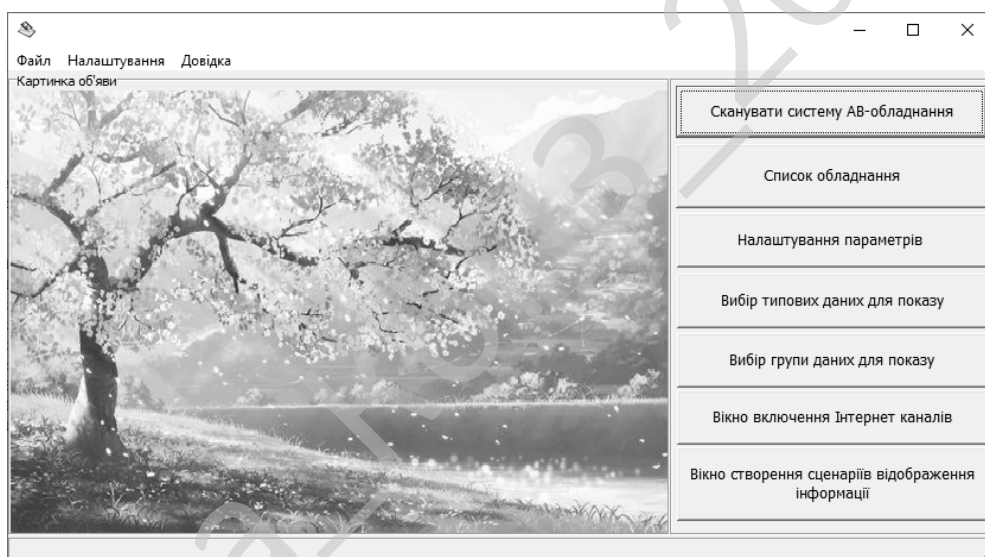 Файл Налаштування Довідка
Картинка об'яви
Сканувати систему АВ-обладнання
Список обладнання
Налаштування параметрів
Вибір типових даних для показу
Вибір групи даних для показу
Вікно включення Інтернет каналів
Вікно створення сценаріїв відображення
інформації